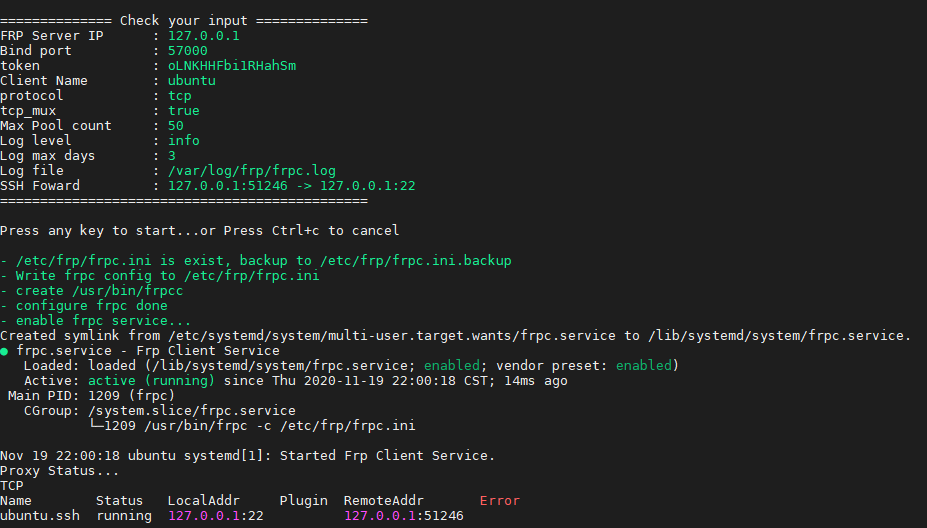 ============== Check your input ==============
FRP Server IP      : 127.0.0.1
Bind port          : 57000
token              : oLNKHHFbi1RHahSm
Client Name        : ubuntu
protocol           : tcp
tcp_mux            : true
Max Pool count     : 50
Log level          : info
Log max days       : 3
Log file           : /var/log/frp/frpc.log
SSH Foward         : 127.0.0.1:51246 -> 127.0.0.1:22
==============================================
Press any key to start...or Press Ctrl+c to cancel
- /etc/frp/frpc.ini is exist, backup to /etc/frp/frpc.ini.backup
- Write frpc config to /etc/frp/frpc.ini
- create /usr/bin/frpcc
- configure frpc done
- enable frpc service...
Created symlink from /etc/systemd/system/multi-user.target.wants/frpc.service to /lib/systemd/system/frpc.service.
● frpc.service - Frp Client Service
   Loaded: loaded (/lib/systemd/system/frpc.service; enabled; vendor preset: enabled)
   Active: active (running) since Thu 2020-11-19 22:00:18 CST; 14ms ago
 Main PID: 1209 (frpc)
   CGroup: /system.slice/frpc.service
           └─1209 /usr/bin/frpc -c /etc/frp/frpc.ini
Nov 19 22:00:18 ubuntu systemd[1]: Started Frp Client Service.
Proxy Status...
TCP
Name        Status   LocalAddr     Plugin  RemoteAddr       Error
ubuntu.ssh  running  127.0.0.1:22          127.0.0.1:51246